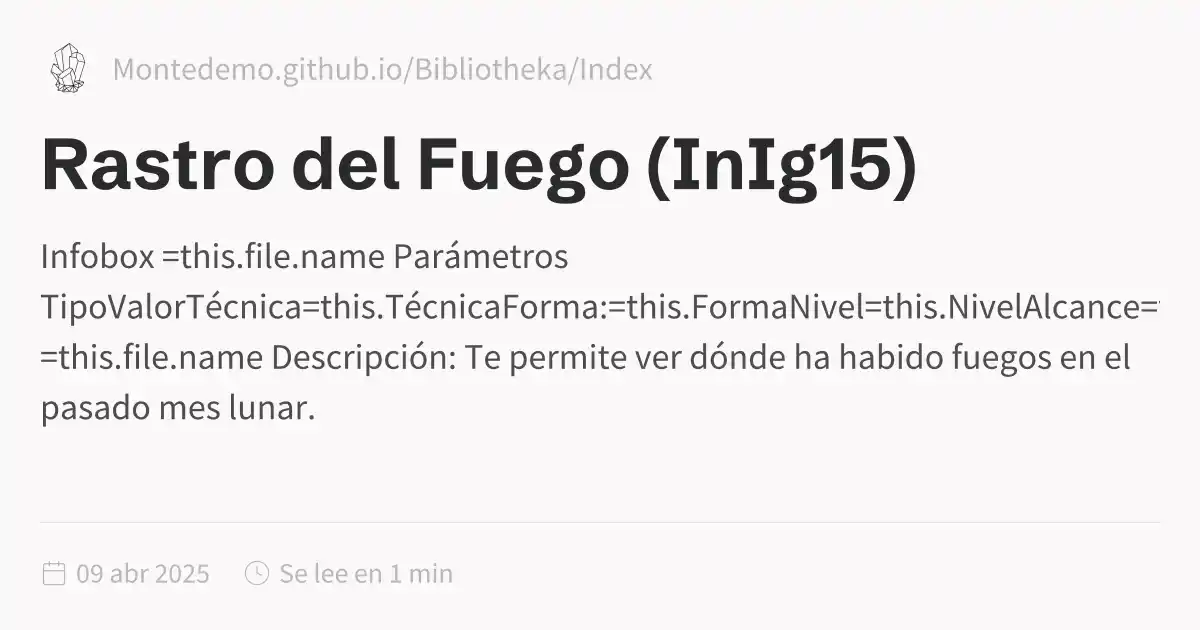 Montedemo.github.io/Bibliotheka/Index
Rastro del Fuego (InIg15)
Infobox =this.file.name Parámetros
TipoValorTécnica=this.TécnicaForma:=this.FormaNivel=this.NivelAlcance=
=this.file.name Descripción: Te permite ver dónde ha habido fuegos en el
pasado mes lunar.
09 abr 2025 Se lee en 1 min